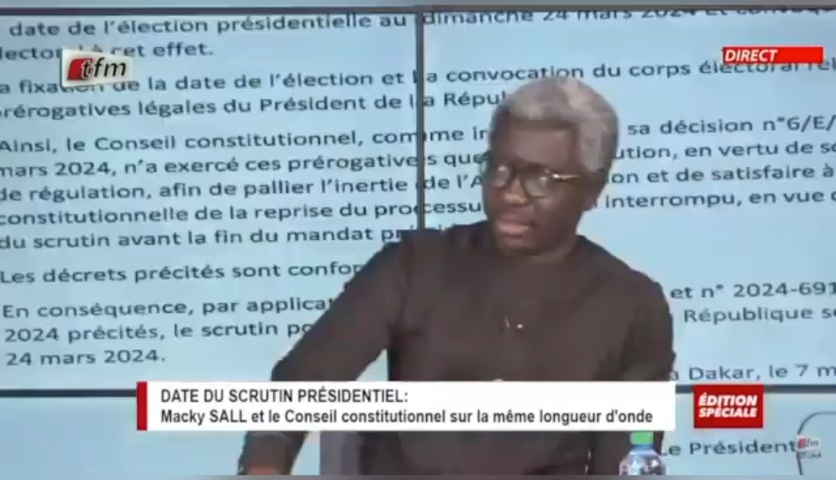 date de l'élection présidentielle au dimanche 24 mars 2024 et
cet effet.
tfm
DIRECT
de la date de l'élection et la convocation du corps électoral
prérogatives légales du Président de la Répu
Ainsi, le Conseil constitutionnel, comme in sa décision n°6/E/
mars 2024, n'a exercé ces prérogatives que ution, en vertu de
de régulation, afin de pallier l'inertie de l'A on et de satisfaire à
constitutionnelle de la reprise du processu interrompu, en vue
du scrutin avant la fin du mandat
Les décrets précités sont confor
En conséquence, par applica et n° 2024-691
2024 précités, le scrutin République
24 mars 2024.
Dakar, le 7 m
DATE DU SCRUTIN PRÉSIDENTIEL:
Macky SALL et le Conseil constitutionnel sur la même longueur d'onde
ÉDITION
SPÉCIALE
Le Président
tfm